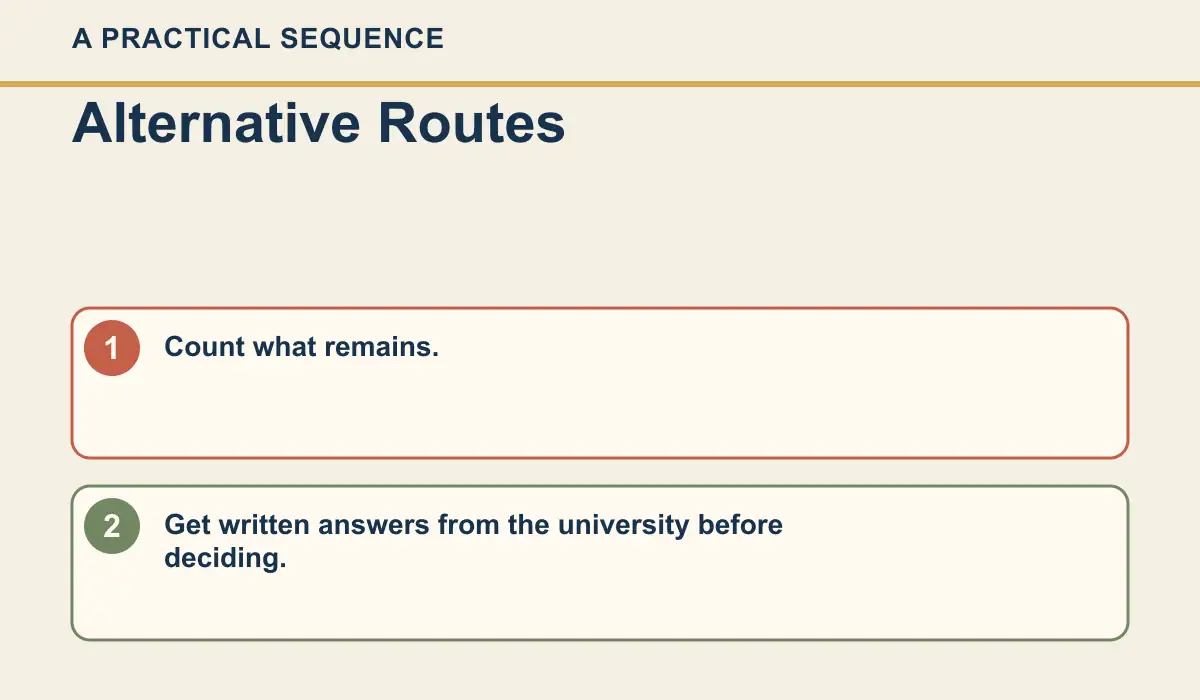 A PRACTICAL SEQUENCE
Alternative Routes
1
Count what remains.
2
Get written answers from the university before
deciding.